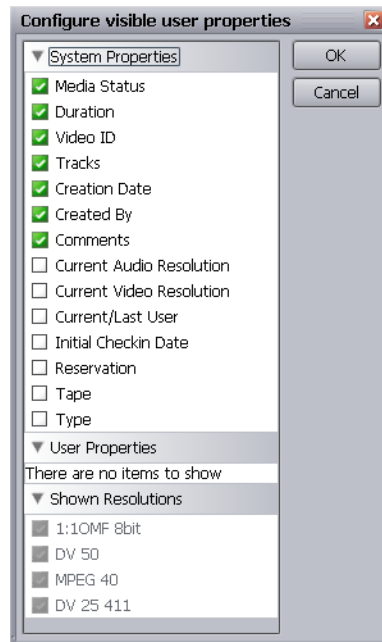 Configure visible user properties
System Properties
OK
Cancel
Media Status
Duration
Video ID
Tracks
Creation Date
Created By
Comments
Current Audio Resolution
Current Video Resolution
Current/Last User
Initial Checkin Date
Reservation
Tape
Type
User Properties
There are no items to show
Shown Resolutions
1:1OMF 8bit
DV 50
MPEG 40
DV 25 411